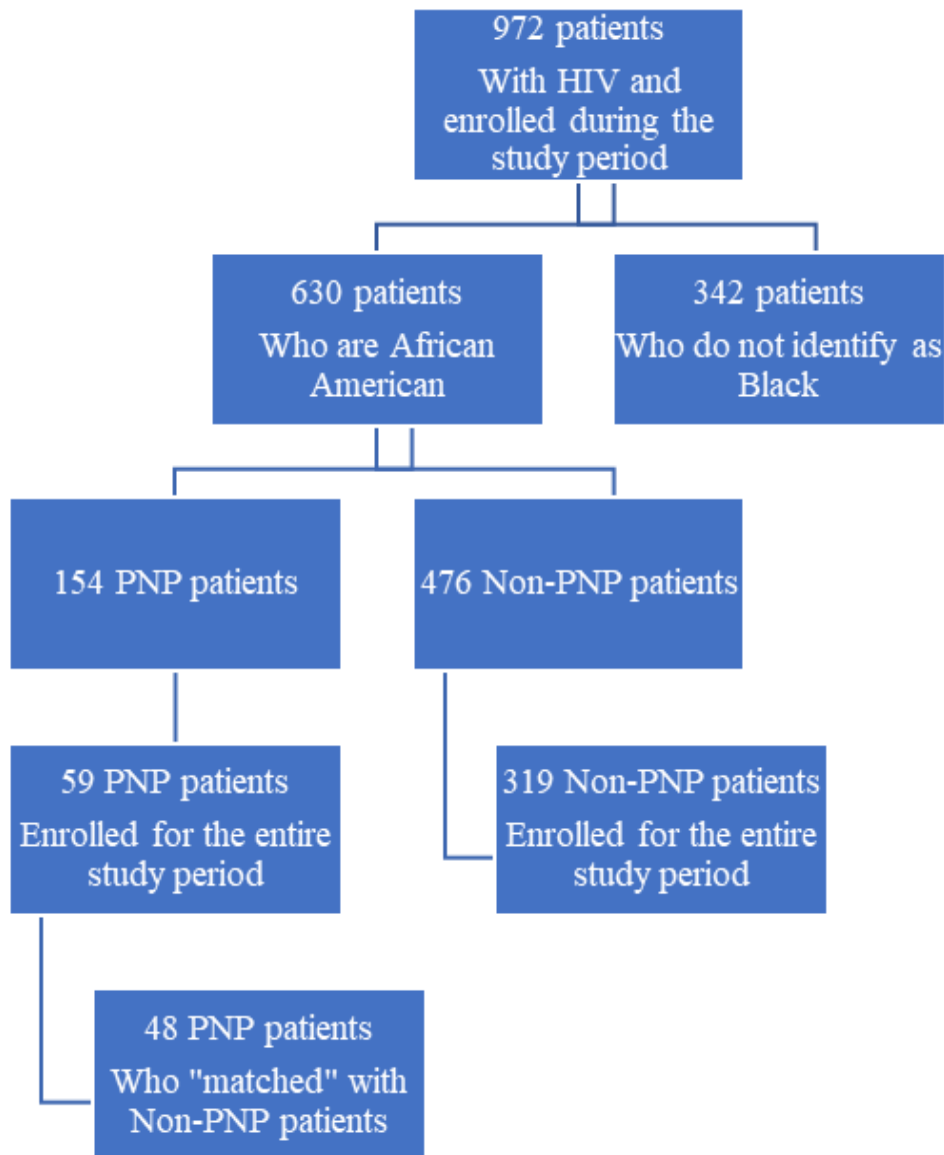 972 patients
With HIV and
enrolled during the
study period
630 patients
Who are African
American
342 patients
Who do not identify as
Black
154 PNP patients
476 Non-PNP patients
59 PNP patients
Enrolled for the entire
study period
319 Non-PNP patients
Enrolled for the entire
study period
48 PNP patients
Who "matched" with
Non-PNP patients